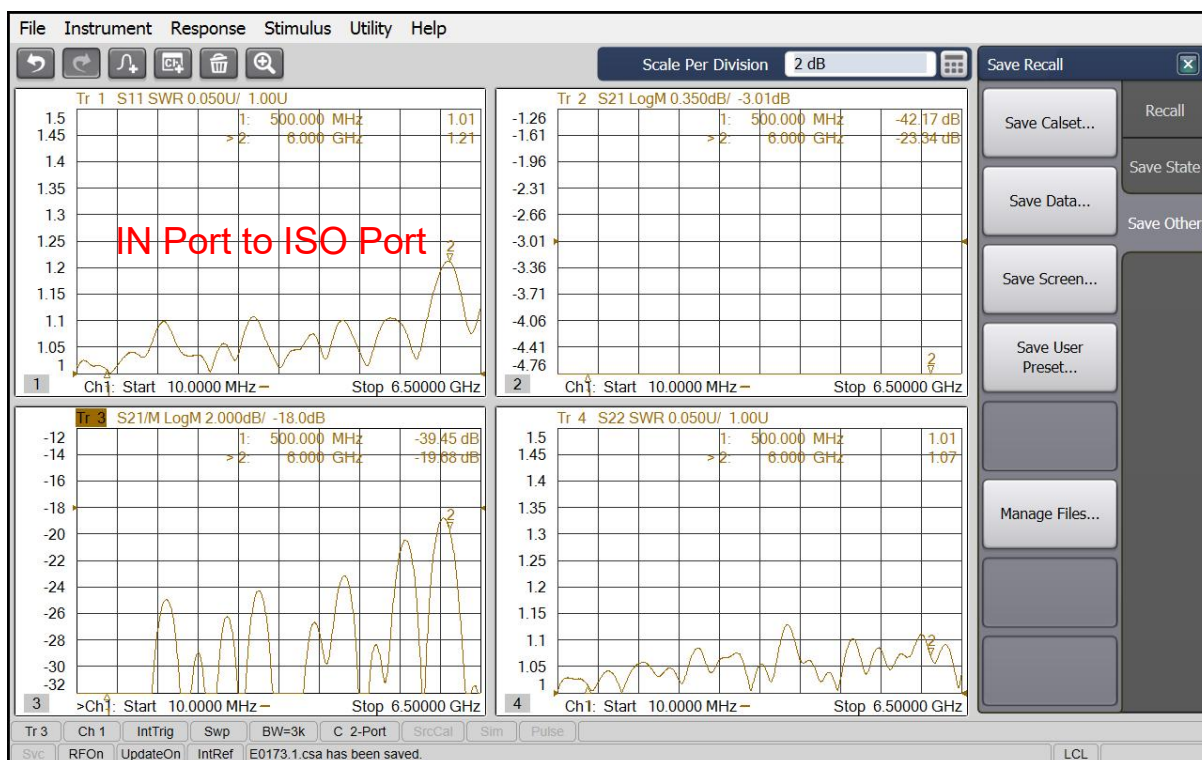 File Instrument Response Stimulus Utility Help
Scale Per Division 2 dB
Tr 1 S11 SWR 0.050U/ 1.00U
1: 500.000 MHz 1.01
> 2: 6.000 GHz 1.21
1.5
1.45
1.4
1.35
1.3
1.25
1.2
1.15
1.1
1.05
1
IN Port to ISO Port
2
1 Ch1: Start 10.0000 MHz Stop 6.50000 GHz
Tr 2 S21 LogM 0.350dB/ -3.01dB
1: 500.000 MHz -42.17 dB
> 2: 6.000 GHz -23.34 dB
-1.26
-1.61
-1.96
-2.31
-2.66
-3.01
-3.36
-3.71
-4.06
-4.41
-4.76
2
2 Ch1: Start 10.0000 MHz Stop 6.50000 GHz
Tr 3 S21/M LogM 2.000dB/ -18.0dB
1: 500.000 MHz -39.45 dB
> 2: 6.000 GHz -19.68 dB
-12
-14
-16
-18
-20
-22
-24
-26
-28
-30
-32
2
3 >Ch1: Start 10.0000 MHz Stop 6.50000 GHz
Tr 4 S22 SWR 0.050U/ 1.00U
1: 500.000 MHz 1.01
> 2: 6.000 GHz 1.07
1.5
1.45
1.4
1.35
1.3
1.25
1.2
1.15
1.1
1.05
1
2
4 Ch1: Start 10.0000 MHz Stop 6.50000 GHz
Save Recall
Save Calset...
Save Data...
Save Screen...
Save User
Preset...
Manage Files...
Recall
Save State
Save Other
Tr 3 Ch 1 IntTrig Swp BW=3k C 2-Port SrcCal Sim Pulse
Svc RFOn UpdateOn IntRef E0173.1.csa has been saved. LCL